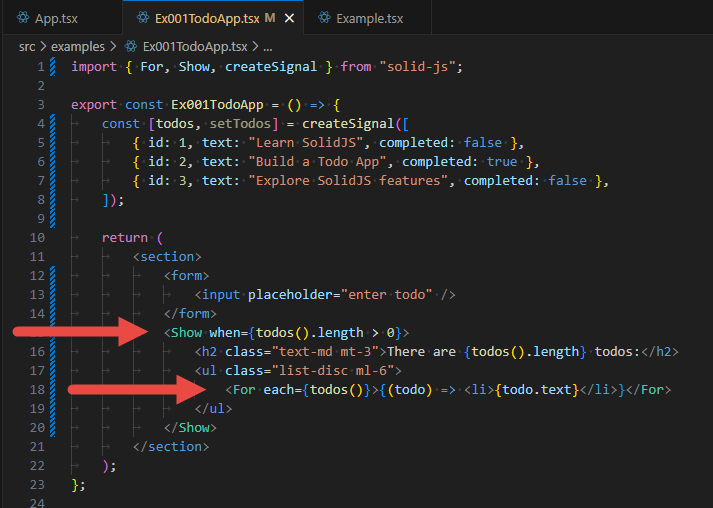 App.tsx Ex001TodoApp.tsx M Example.tsx
src > examples > Ex001TodoApp.tsx > ...
1 import { For, Show, createSignal } from "solid-js";
2
3 export const Ex001TodoApp = () => {
4 const [todos, setTodos] = createSignal([
5 { id: 1, text: "Learn SolidJS", completed: false },
6 { id: 2, text: "Build a Todo App", completed: true },
7 { id: 3, text: "Explore SolidJS features", completed: false },
8 ]);
9
10 return (
11 <section>
12 <form>
13 <input placeholder="enter todo" />
14 </form>
<Show when={todos().length > 0}>
16 <h2 class="text-md mt-3">There are {todos().length} todos:</h2>
17 <ul class="list-disc ml-6">
18 <For each={todos()}>{(todo) => <li>{todo.text}</li>}</For>
19 </ul>
20 </Show>
21 </section>
22 );
23 };
24